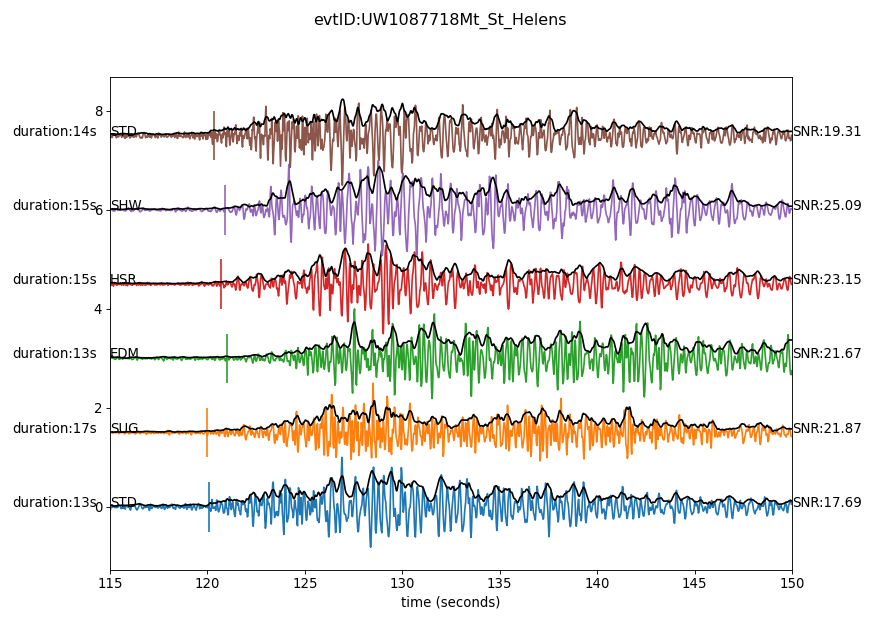 evtID:UW1087718Mt_St_Helens
8
duration:14s STD SNR:19.31
duration:15s SHW SNR:25.09
6
duration:15s HSR SNR:23.15
4
duration:13s EDM SNR:21.67
2
duration:17s SUG SNR:21.87
duration:13s STD SNR:17.69
0
115 120 125 130 135 140 145 150
time (seconds)